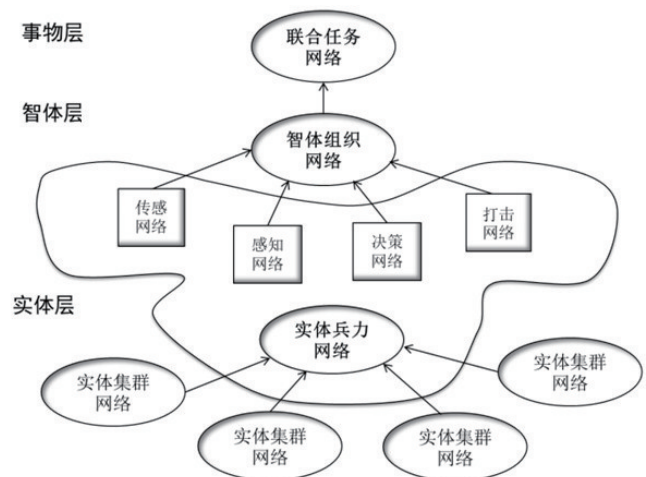 事物层
联合任务
网络
智体层
智体组织
网络
传感
网络
感知
网络
决策
网络
打击
网络
实体层
实体兵力
网络
实体集群
网络
实体集群
网络
实体集群
网络
实体集群
网络